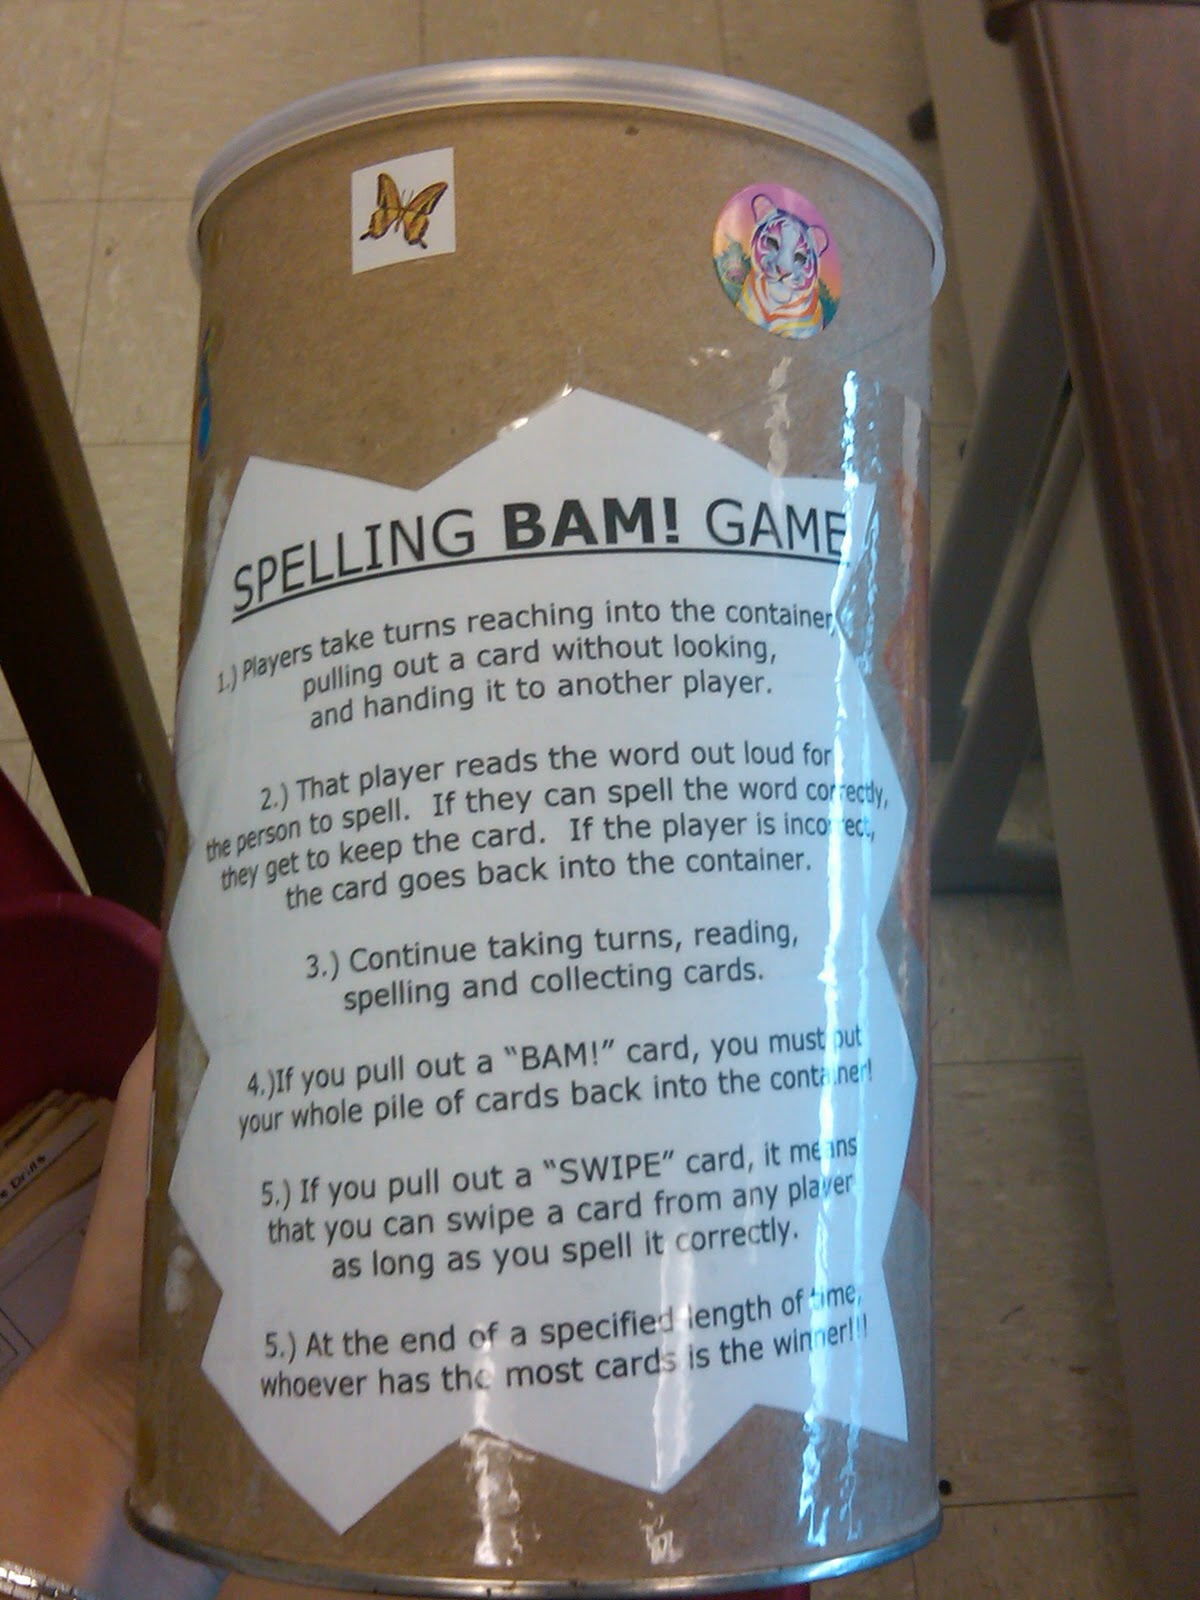 SPELLING BAM! GAME
1.) Players take turns reaching into the container,
pulling out a card without looking,
and handing it to another player.
2.) That player reads the word out loud for
the person to spell. If they can spell the word correctly,
they get to keep the card. If the player is incorrect,
the card goes back into the container.
3.) Continue taking turns, reading,
spelling and collecting cards.
4.)If you pull out a “BAM!” card, you must put
your whole pile of cards back into the container!
5.) If you pull out a “SWIPE” card, it means
that you can swipe a card from any player
as long as you spell it correctly.
5.) At the end of a specified length of time,
whoever has the most cards is the winner!!!
Drills